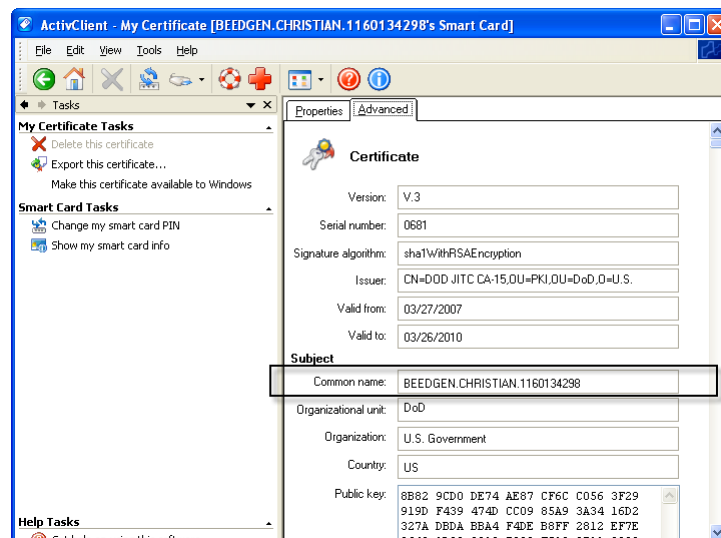 ActivClient - My Certificate [BEEDGEN.CHRISTIAN.1160134298's Smart Card]
File Edit View Tools Help
Tasks
My Certificate Tasks
Delete this certificate
Export this certificate...
Make this certificate available to Windows
Smart Card Tasks
Change my smart card PIN
Show my smart card info
Help Tasks
Properties Advanced
Certificate
Version: V.3
Serial number: 0681
Signature algorithm: sha1WithRSAEncryption
Issuer: CN=DOD JITC CA-15,OU=PKI,OU=DoD,O=U.S.
Valid from: 03/27/2007
Valid to: 03/26/2010
Subject
Common name: BEEDGEN.CHRISTIAN.1160134298
Organizational unit: DoD
Organization: U.S. Government
Country: US
Public key: 8B82 9CD0 DE74 AE87 CF6C C056 3F29
919D F439 474D CC09 85A9 3A34 16D2
327A DBDA BBA4 F4DE B8FF 2812 EF7E